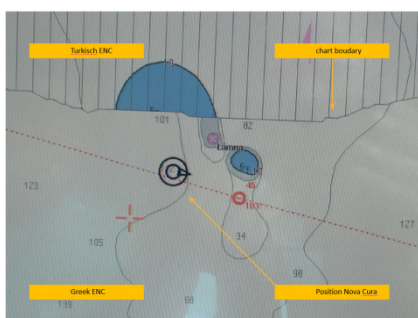 Turkisch ENC
chart boudary
101
82
Lamna
123
45
103°
127
105
34
98
Greek ENC
66
Position Nova Cura